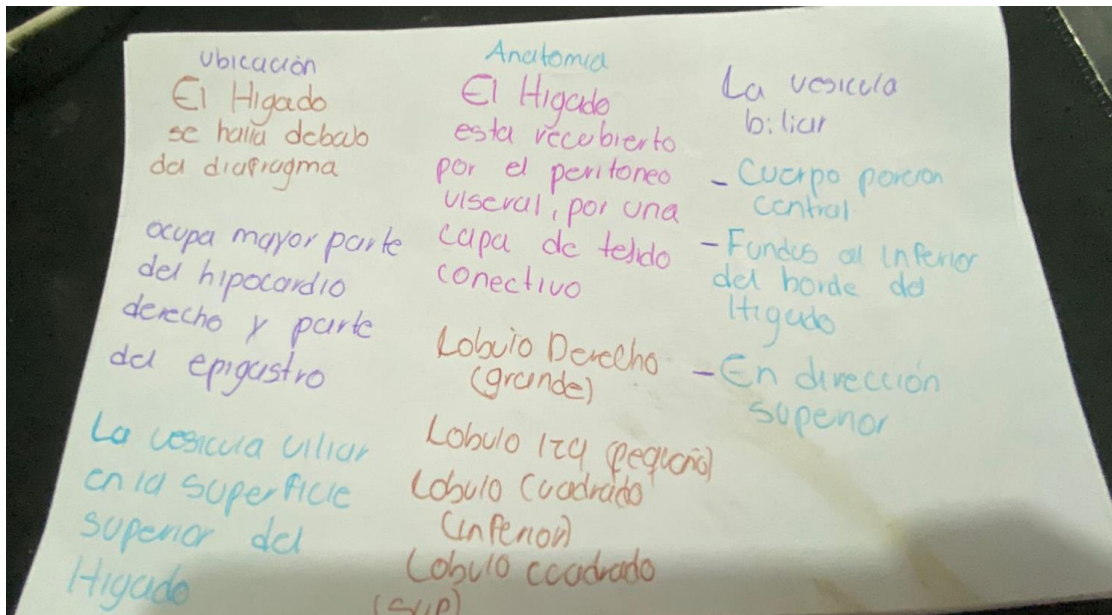 Ubicación
El Higado
se halla debajo
del diafragma
ocupa mayor parte
del hipocardio
derecho y parte
del epigastro
La vesicula viliar
en la superficie
superior del
Higado
Anatomia
El Higado
esta recubierto
por el peritoneo
viseral, por una
capa de tejido
conectivo
Lobulo Derecho
(grande)
Lobulo Izq (pequeño)
Lobulo Cuadrado
(inferior)
Lobulo ccadrado
(sup)
La vesicula
biliar
- Cuerpo porcion
central
- Fundus al inferior
del borde del
Higado
- En dirección
superior